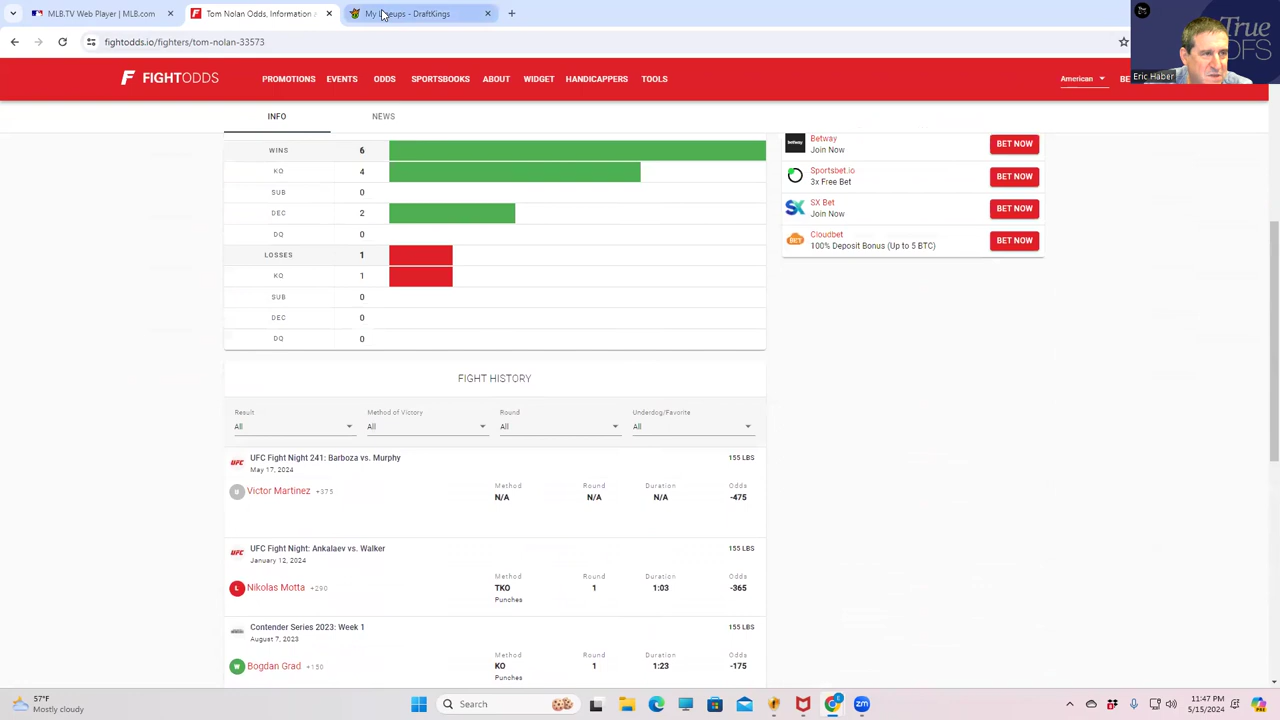 MLB.TV Web Player | MLB.com
Tom Nolan Odds, Information a
DraftKings
fightodds.io/fighters/tom-nolan-33573
True
DFS
Eric Haber
FIGHTODDS
PROMOTIONS EVENTS ODDS SPORTSBOOKS ABOUT WIDGET HANDICAPPERS TOOLS
American
BE
INFO NEWS
Betway
Join Now
BET NOW
Sportsbet.io
3x Free Bet
BET NOW
SX Bet
Join Now
BET NOW
Cloudbet
100% Deposit Bonus (Up to 5 BTC)
BET NOW
WINS 6
KO 4
SUB 0
DEC 2
DQ 0
LOSSES 1
KO 1
SUB 0
DEC 0
DQ 0
FIGHT HISTORY
Result Method of Victory Round Underdog/Favorite
All All All All
UFC Fight Night 241: Barboza vs. Murphy 155 LBS
May 17, 2024
UFC
Method Round Duration Odds
U Victor Martinez +375 N/A N/A N/A -475
UFC Fight Night: Ankalaev vs. Walker 155 LBS
January 12, 2024
UFC
Method Round Duration Odds
L Nikolas Motta +290 TKO 1 1:03 -365
Punches
Contender Series 2023: Week 1 155 LBS
August 7, 2023
Method Round Duration Odds
W Bogdan Grad +150 KO 1 1:23 -175
Punches
57°F
Mostly cloudy
Search
11:47 PM
5/15/2024